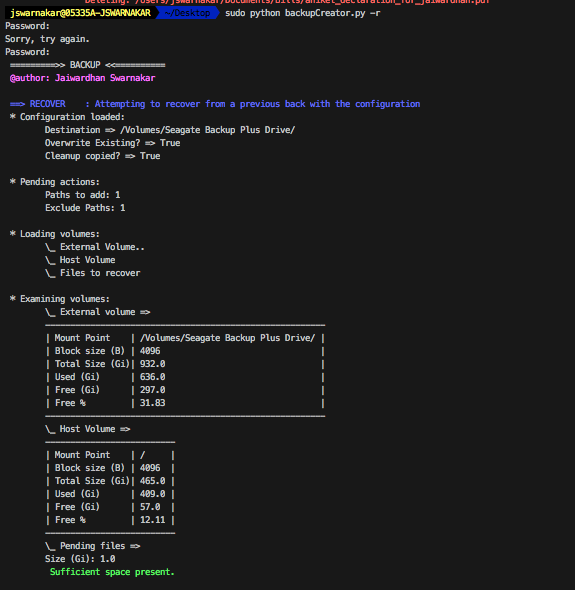 Deleting: /Users/jswarnakar/Documents/bills/aniket_declaration_for_jaiwardhan.pdf
jswarnakar@05335A-JSWARNAKAR ~/Desktop sudo python backupCreator.py -r
Password:
Sorry, try again.
Password:
=========>> BACKUP <<==========
@author: Jaiwardhan Swarnakar
==> RECOVER : Attempting to recover from a previous back with the configuration
* Configuration loaded:
Destination => /Volumes/Seagate Backup Plus Drive/
Overwrite Existing? => True
Cleanup copied? => True
* Pending actions:
Paths to add: 1
Exclude Paths: 1
* Loading volumes:
\_ External Volume..
\_ Host Volume
\_ Files to recover
* Examining volumes:
\_ External volume =>
| Mount Point | /Volumes/Seagate Backup Plus Drive/ |
| Block size (B) | 4096 |
| Total Size (Gi)| 932.0 |
| Used (Gi) | 636.0 |
| Free (Gi) | 297.0 |
| Free % | 31.83 |
\_ Host Volume =>
| Mount Point | / |
| Block size (B) | 4096 |
| Total Size (Gi)| 465.0 |
| Used (Gi) | 409.0 |
| Free (Gi) | 57.0 |
| Free % | 12.11 |
\_ Pending files =>
Size (Gi): 1.0
Sufficient space present.